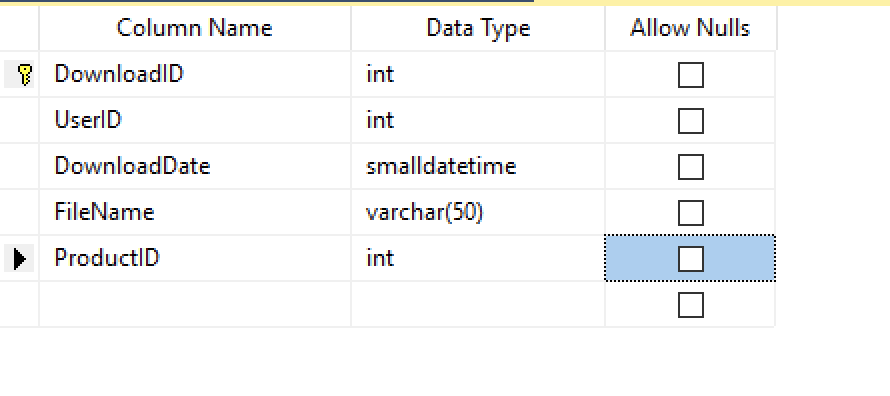 Column Name Data Type Allow Nulls
DownloadID int
UserID int
DownloadDate smalldatetime
FileName varchar(50)
ProductID int